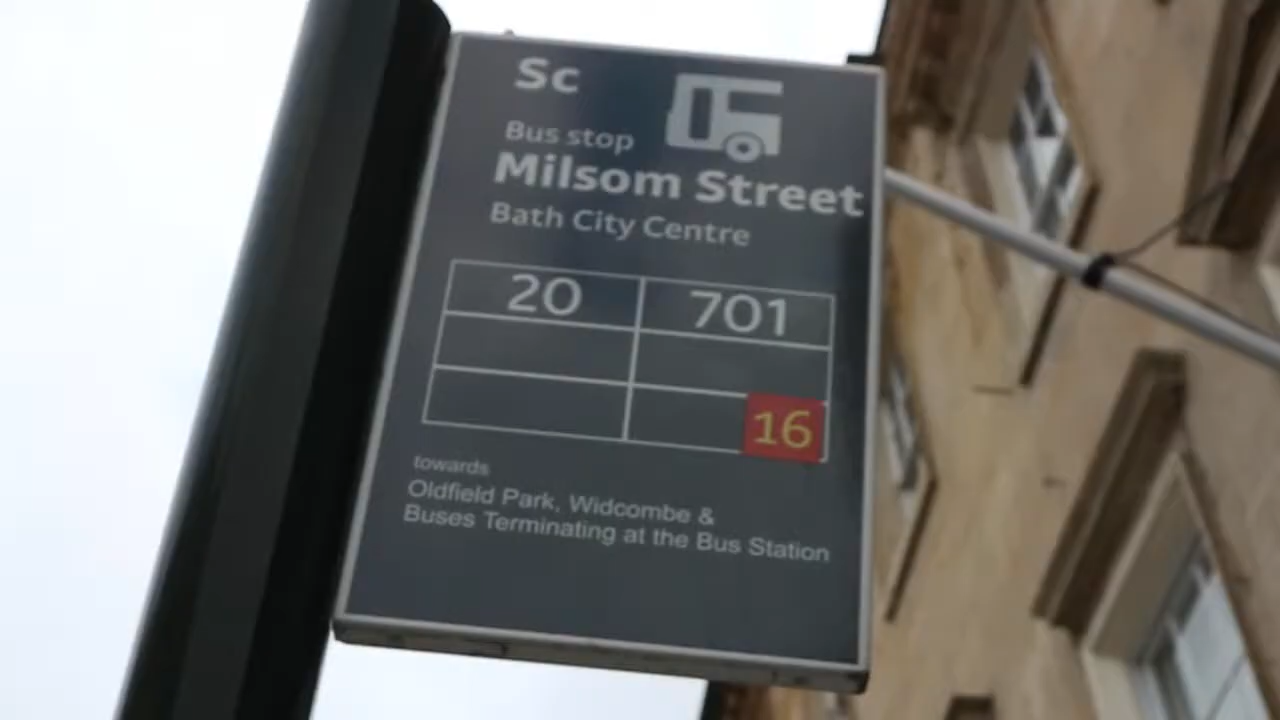 Sc
Bus stop
Milsom Street
Bath City Centre
20 701
16
towards
Oldfield Park, Widcombe &
Buses Terminating at the Bus Station